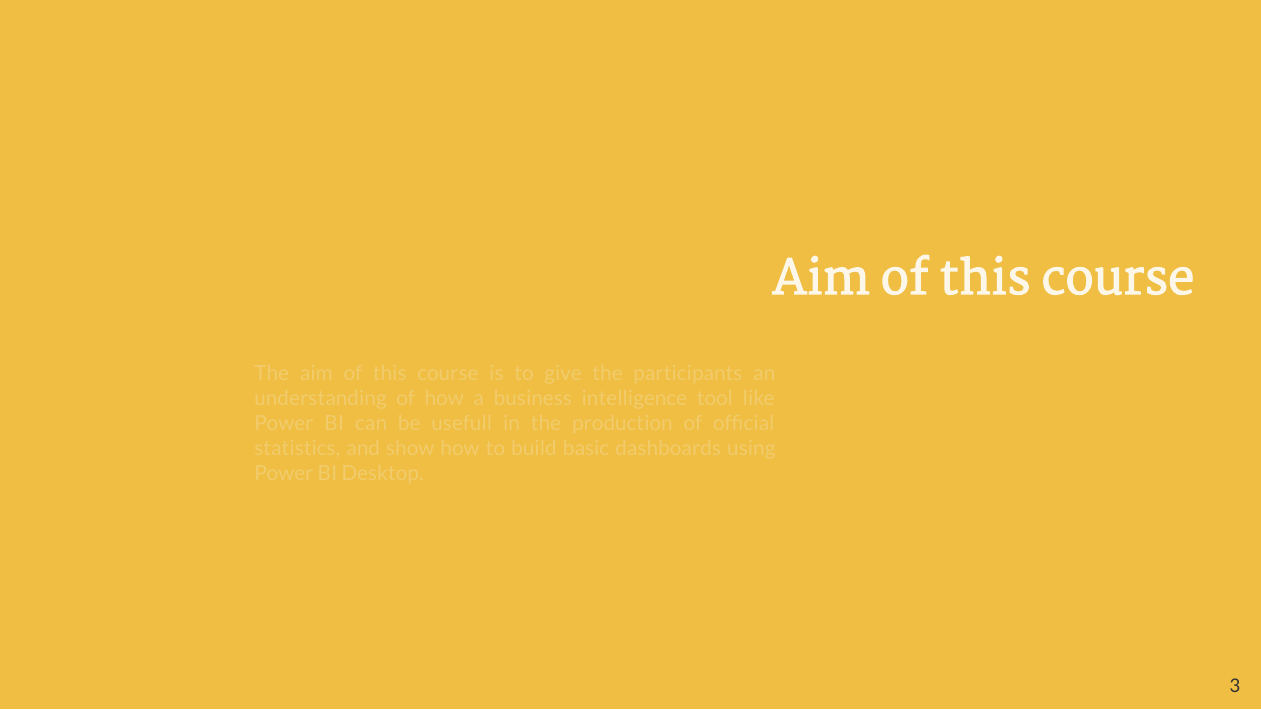 Aim of this course
The aim of this course is to give the participants an
understanding of how a business intelligence tool like
Power BI can be usefull in the production of official
statistics, and show how to build basic dashboards using
Power BI Desktop.
3